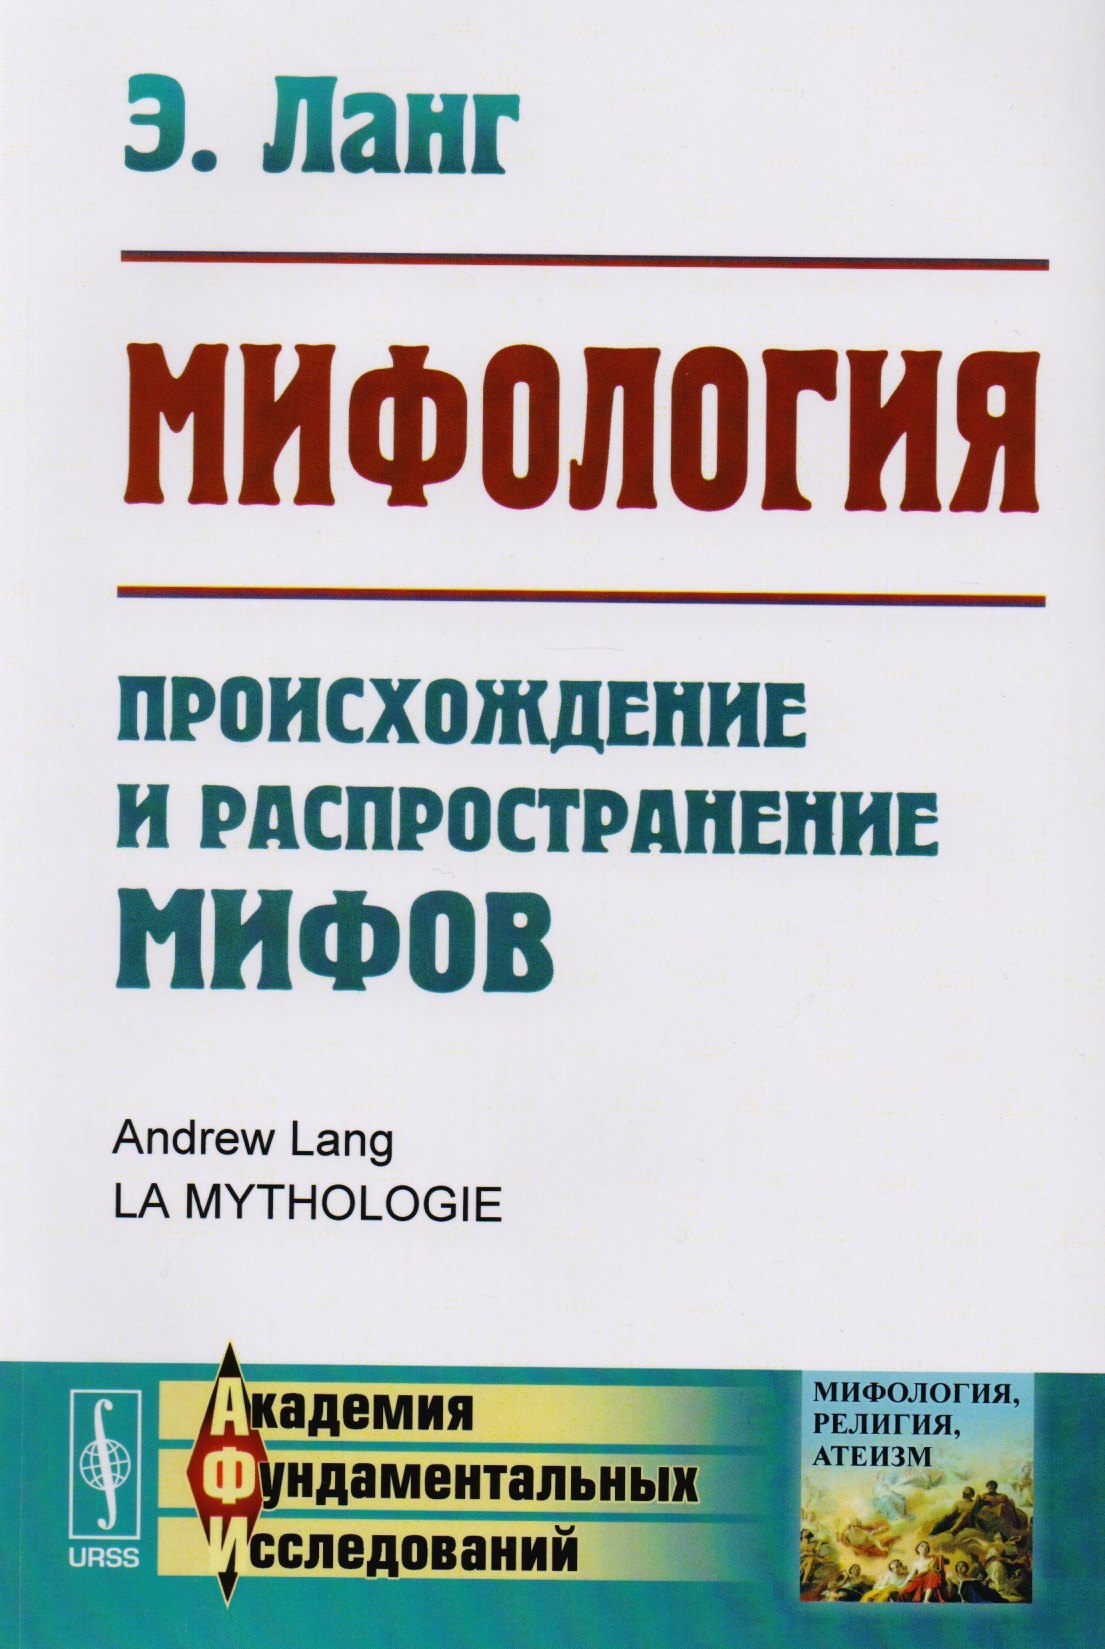 Э. Ланг
МИФОЛОГИЯ
ПРОИСХОЖДЕНИЕ
И РАСПРОСТРАНЕНИЕ
МИФОВ
Andrew Lang
LA MYTHOLOGIE
Академия
Фундаментальных
Исследований
URSS
МИФОЛОГИЯ,
РЕЛИГИЯ,
АТЕИЗМ